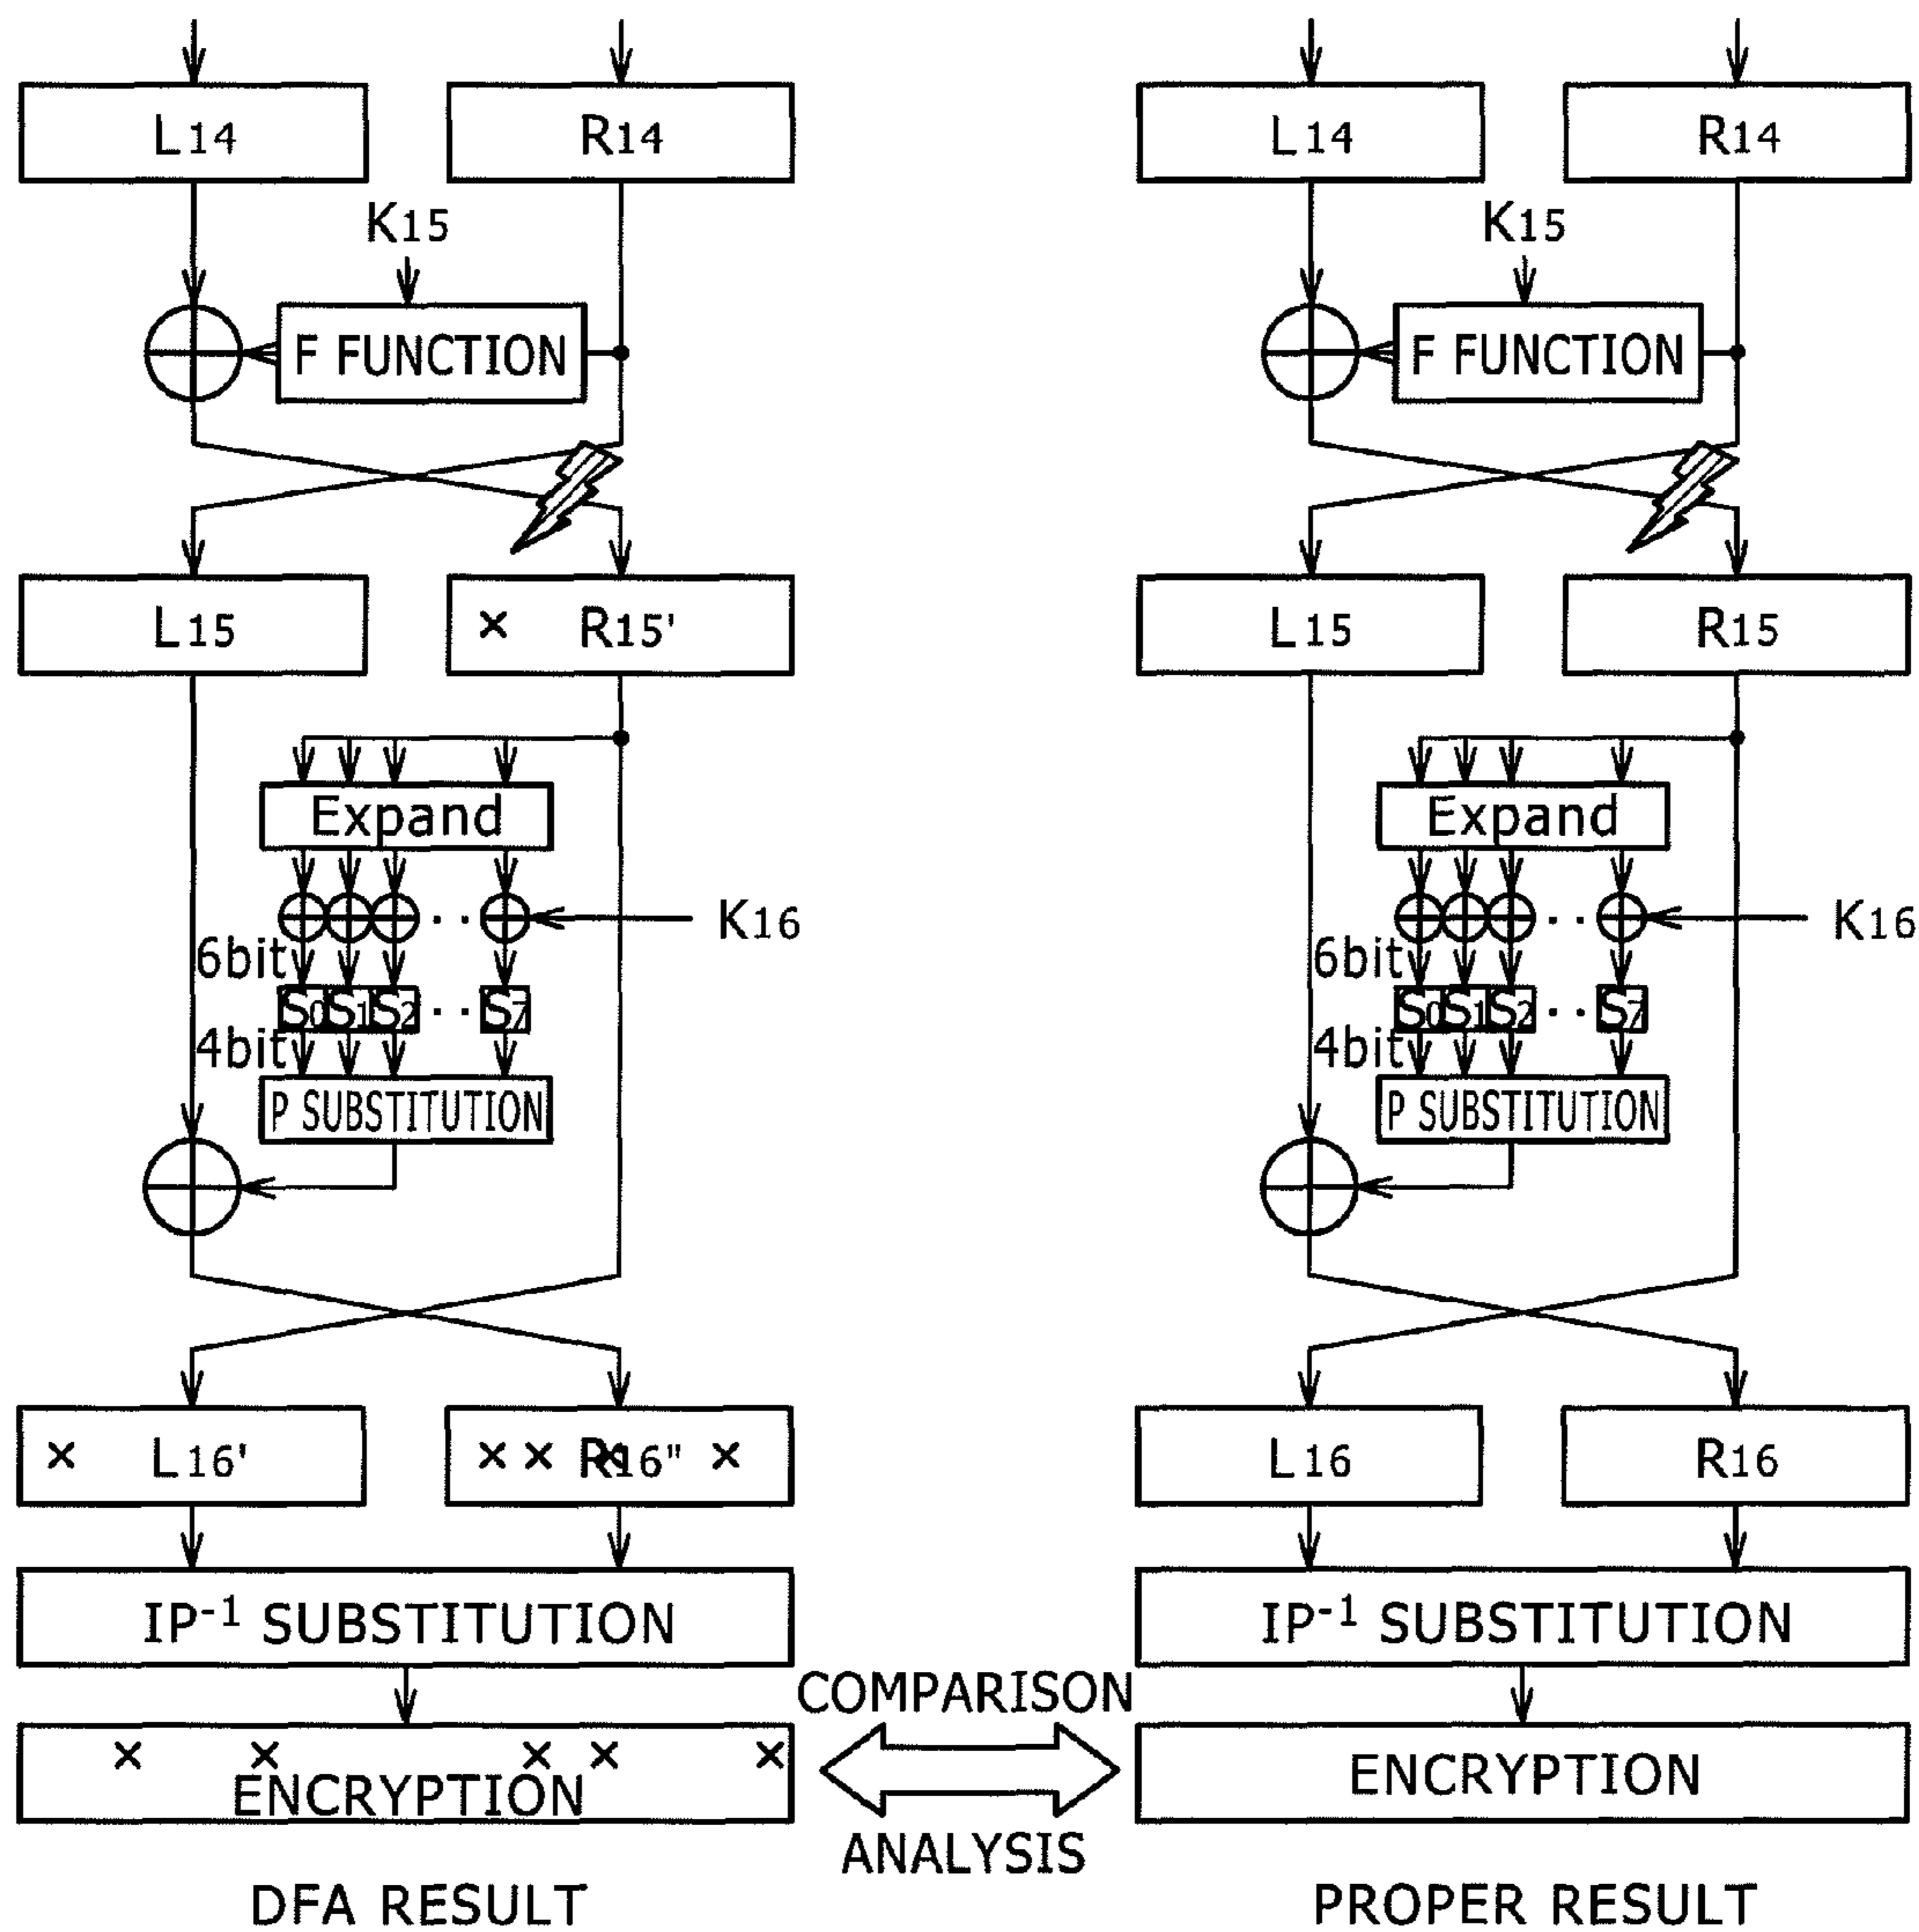 L14
R14
K15
F FUNCTION
L15
× R15'
Expand
K16
6bit
S0 S1 S2 ·· S7
4bit
P SUBSTITUTION
× L16'
× × R16" ×
IP-1 SUBSTITUTION
× × × × ×
ENCRYPTION
DFA RESULT
COMPARISON
ANALYSIS
L14
R14
K15
F FUNCTION
L15
R15
Expand
K16
6bit
S0 S1 S2 ·· S7
4bit
P SUBSTITUTION
L16
R16
IP-1 SUBSTITUTION
ENCRYPTION
PROPER RESULT